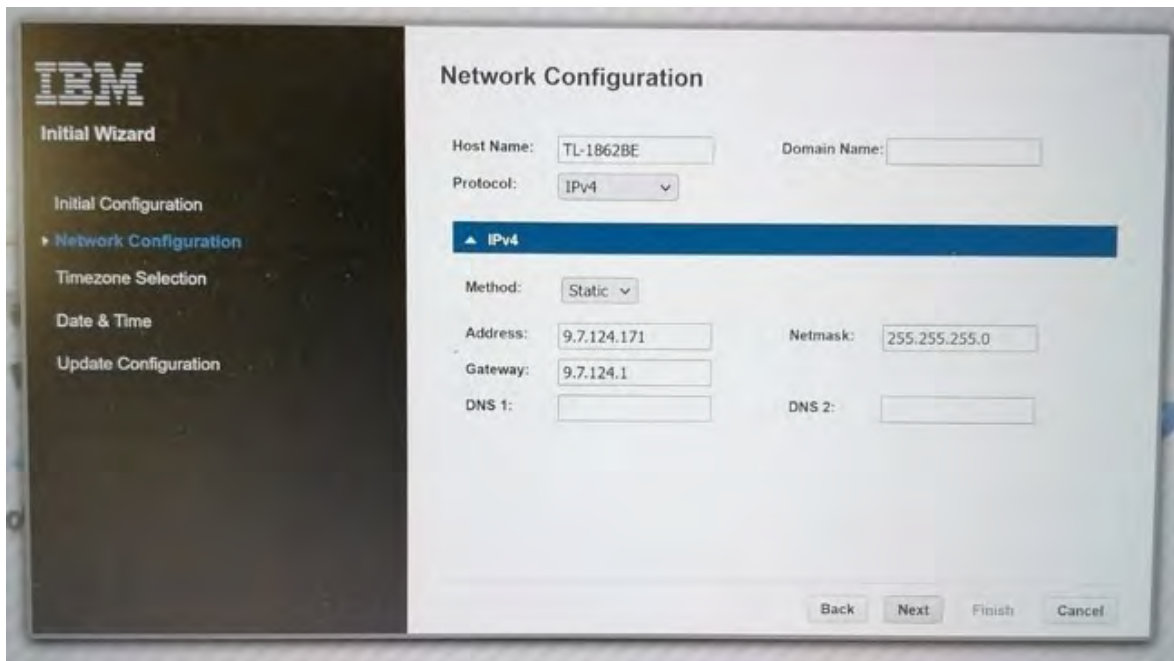 IBM
Initial Wizard
Initial Configuration
Network Configuration
Timezone Selection
Date & Time
Update Configuration
Network Configuration
Host Name: TL-1862BE Domain Name:
Protocol: IPv4
IPv4
Method: Static
Address: 9.7.124.171 Netmask: 255.255.255.0
Gateway: 9.7.124.1
DNS 1: DNS 2:
Back Next Finish Cancel